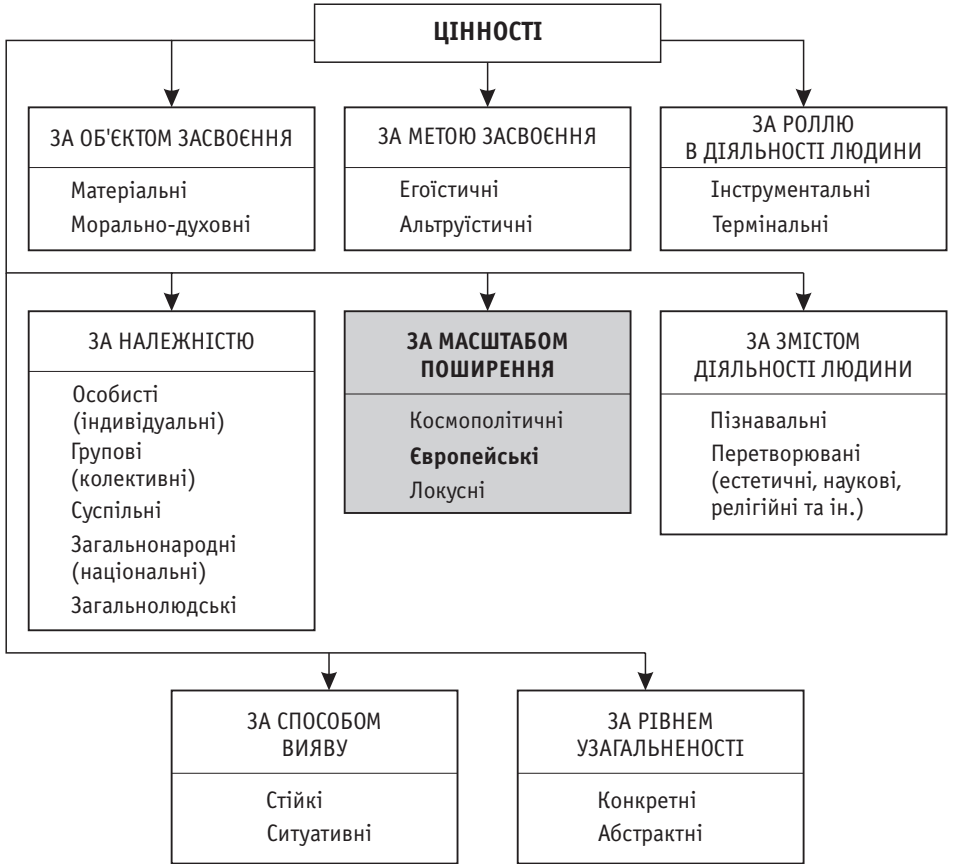 ЦІННОСТІ
ЗА ОБ'ЄКТОМ ЗАСВОЄННЯ
Матеріальні
Морально-духовні
ЗА МЕТОЮ ЗАСВОЄННЯ
Егоїстичні
Альтруїстичні
ЗА РОЛЛЮ
В ДІЯЛЬНОСТІ ЛЮДИНИ
Інструментальні
Термінальні
ЗА НАЛЕЖНІСТЮ
Особисті
(індивідуальні)
Групові
(колективні)
Суспільні
Загальнонародні
(національні)
Загальнолюдські
ЗА МАСШТАБОМ
ПОШИРЕННЯ
Космополітичні
Європейські
Локусні
ЗА ЗМІСТОМ
ДІЯЛЬНОСТІ ЛЮДИНИ
Пізнавальні
Перетворювані
(естетичні, наукові,
релігійні та ін.)
ЗА СПОСОБОМ
ВИЯВУ
Стійкі
Ситуативні
ЗА РІВНЕМ
УЗАГАЛЬНЕНОСТІ
Конкретні
Абстрактні